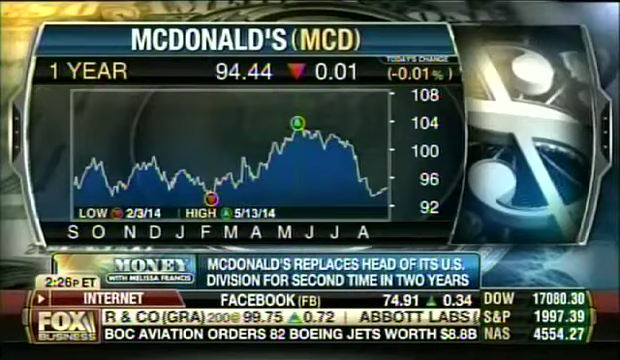 MCDONALD'S (MCD)
TODAY'S CHANGE
1 YEAR 94.44 ▼ 0.01 (-0.01%)
108
104
100
96
92
LOW 2/3/14 | HIGH 5/13/14
S O N D J F M A M J J A
MONEY
WITH MELISSA FRANCIS
MCDONALD'S REPLACES HEAD OF ITS U.S.
DIVISION FOR SECOND TIME IN TWO YEARS
2:26P ET
INTERNET FACEBOOK (FB) 74.91 ▲ 0.34 DOW 17080.30
R & CO(GRA) 200@ 99.75 ▲ 0.72 | ABBOTT LABS ( S&P 1997.39
FOX
BUSINESS
BOC AVIATION ORDERS 82 BOEING JETS WORTH $8.8B NAS 4554.27